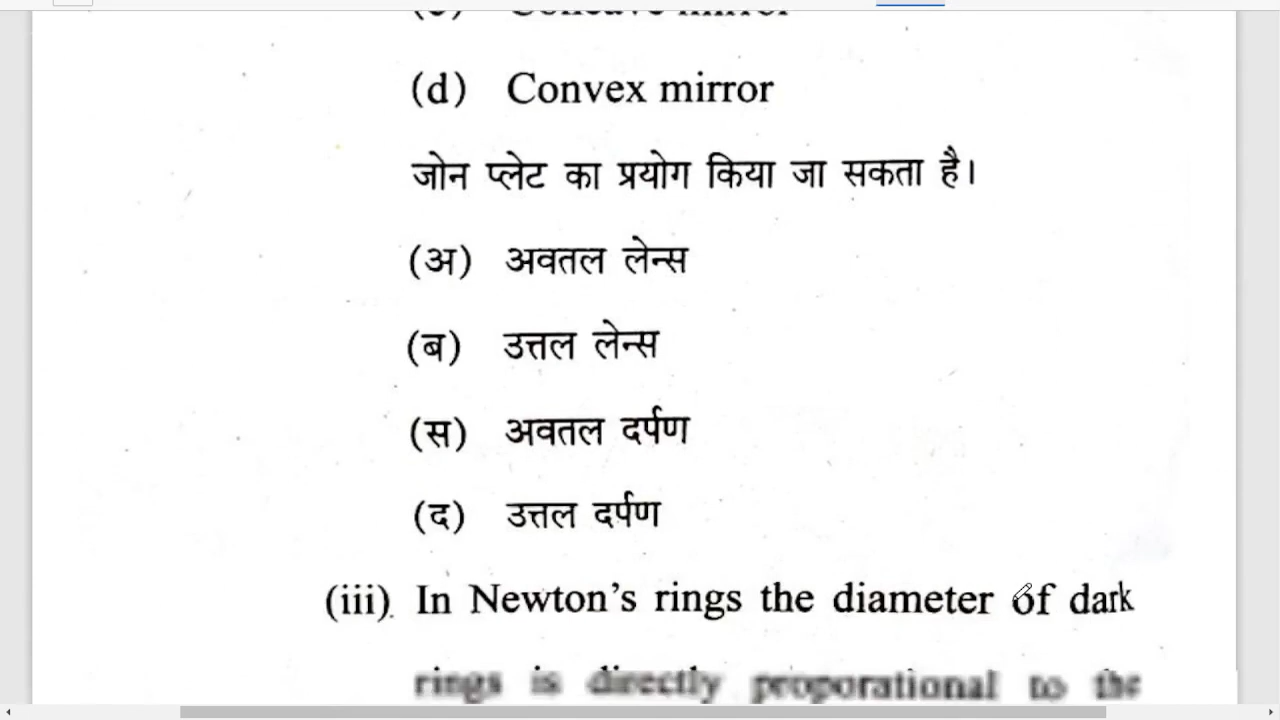 (d) Convex mirror
जोन प्लेट का प्रयोग किया जा सकता है।
(अ) अवतल लेन्स
(ब) उत्तल लेन्स
(स) अवतल दर्पण
(द) उत्तल दर्पण
(iii) In Newton's rings the diameter of dark
rings is directly proporational to the